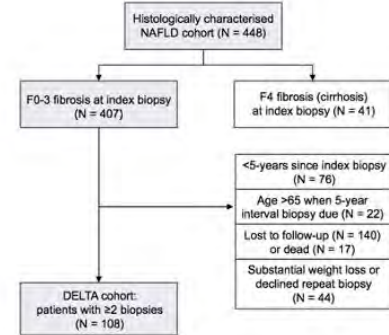 Histologically characterised
NAFLD cohort (N = 448)
F0-3 fibrosis at index biopsy
(N = 407)
F4 fibrosis (cirrhosis)
at index biopsy (N = 41)
<5-years since index biopsy
(N = 76)
Age >65 when 5-year
interval biopsy due (N = 22)
Lost to follow-up (N = 140)
or dead (N = 17)
Substantial weight loss or
declined repeat biopsy
(N = 44)
DELTA cohort:
patients with ≥2 biopsies
(N = 108)